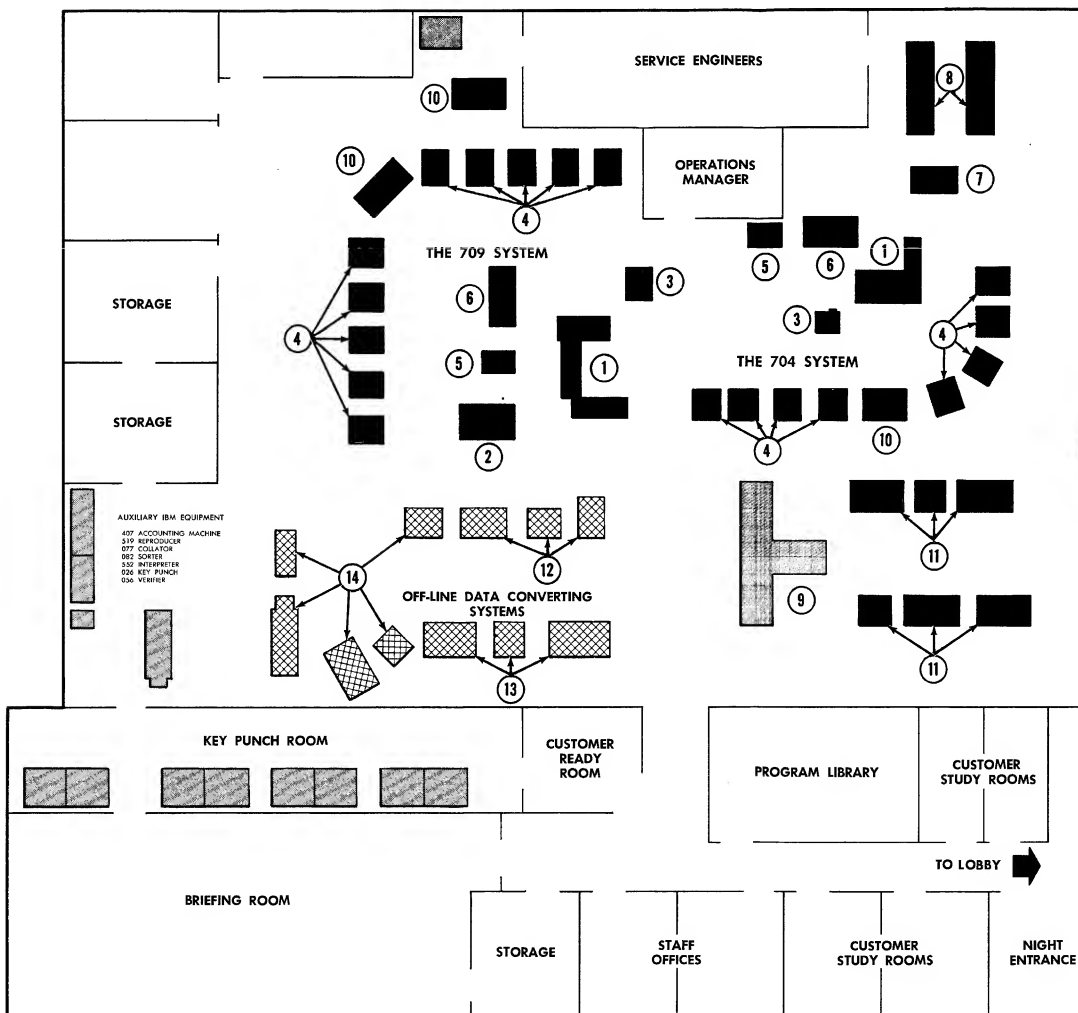 SERVICE ENGINEERS
8
10
10
OPERATIONS
MANAGER
7
4
THE 709 SYSTEM
1
5
6
3
6
3
4
4
5
1
THE 704 SYSTEM
STORAGE
STORAGE
2
4
10
AUXILIARY IBM EQUIPMENT
407 ACCOUNTING MACHINE
519 REPRODUCER
077 COLLATOR
082 SORTER
552 INTERPRETER
026 KEY PUNCH
056 VERIFIER
14
12
11
OFF-LINE DATA CONVERTING
SYSTEMS
9
13
11
KEY PUNCH ROOM
CUSTOMER
READY
ROOM
PROGRAM LIBRARY
CUSTOMER
STUDY ROOMS
TO LOBBY
BRIEFING ROOM
STORAGE
STAFF
OFFICES
CUSTOMER
STUDY ROOMS
NIGHT
ENTRANCE